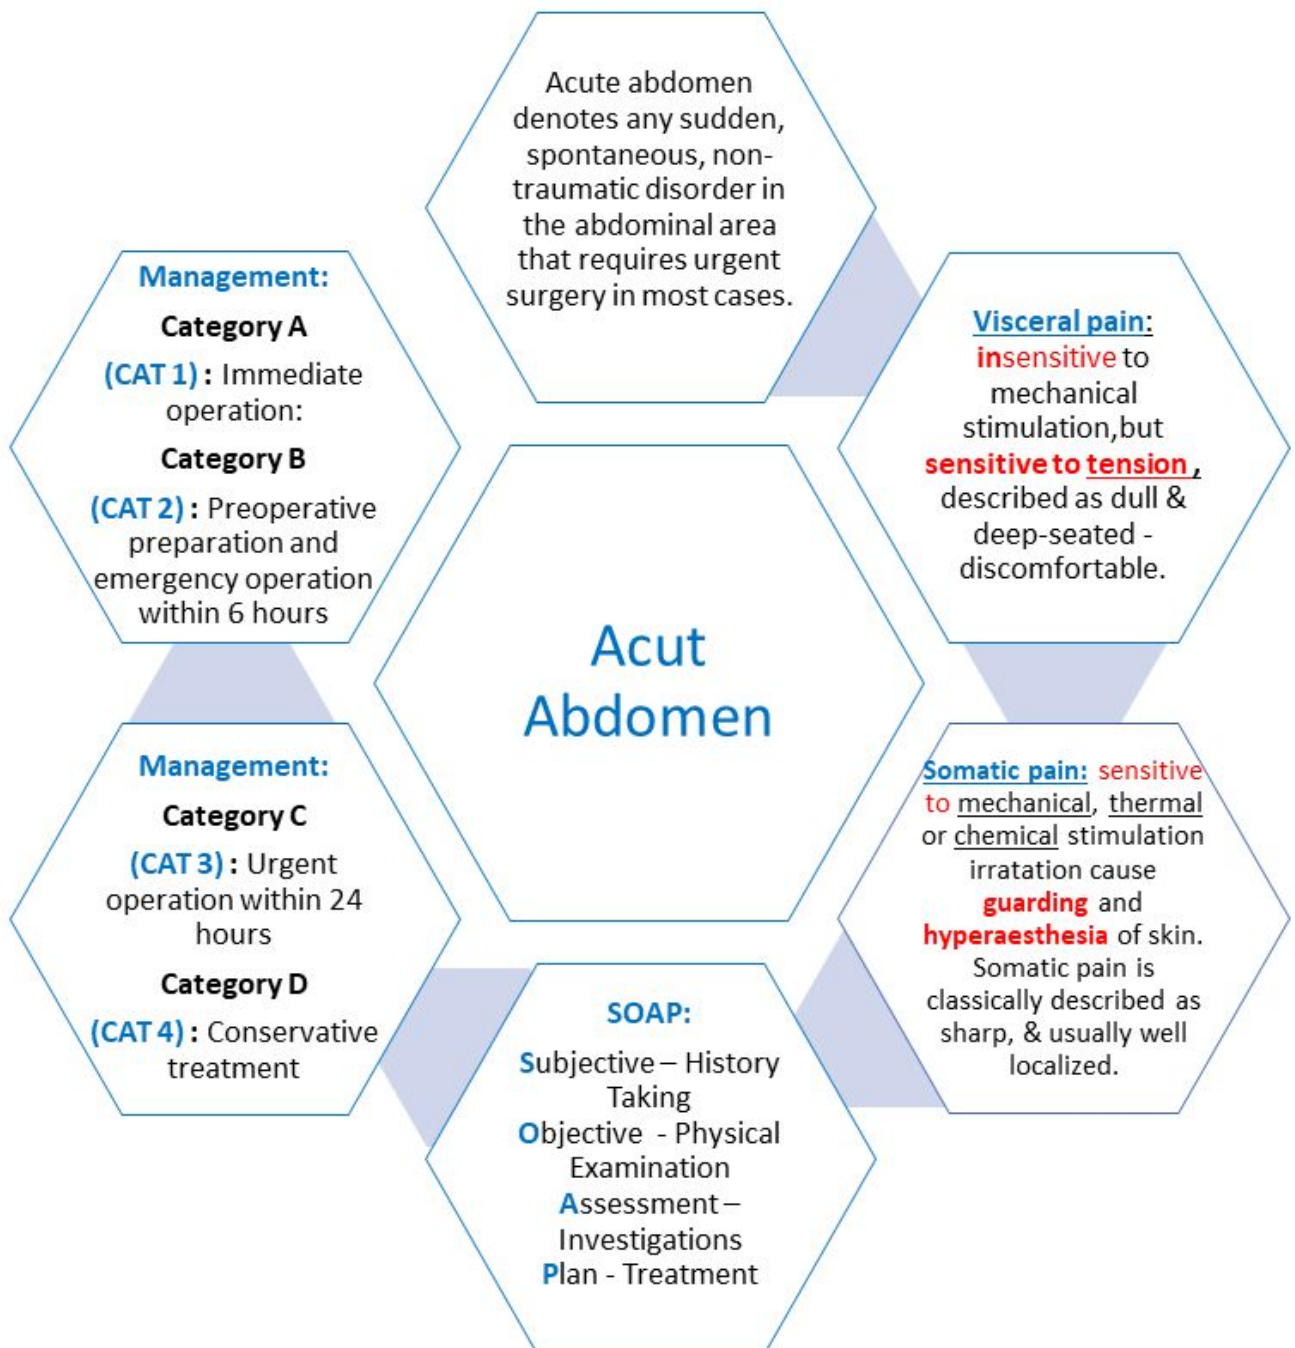 Acute abdomen
denotes any sudden,
spontaneous, non-
traumatic disorder in
the abdominal area
that requires urgent
surgery in most cases.
Visceral pain:
insensitive to
mechanical
stimulation,but
sensitive to tension ,
described as dull &
deep-seated -
discomfortable.
Somatic pain: sensitive
to mechanical, thermal
or chemical stimulation
irratation cause
guarding and
hyperaesthesia of skin.
Somatic pain is
classically described as
sharp, & usually well
localized.
SOAP:
Subjective – History
Taking
Objective - Physical
Examination
Assessment –
Investigations
Plan - Treatment
Management:
Category C
(CAT 3) : Urgent
operation within 24
hours
Category D
(CAT 4) : Conservative
treatment
Management:
Category A
(CAT 1) : Immediate
operation:
Category B
(CAT 2) : Preoperative
preparation and
emergency operation
within 6 hours
Acut
Abdomen